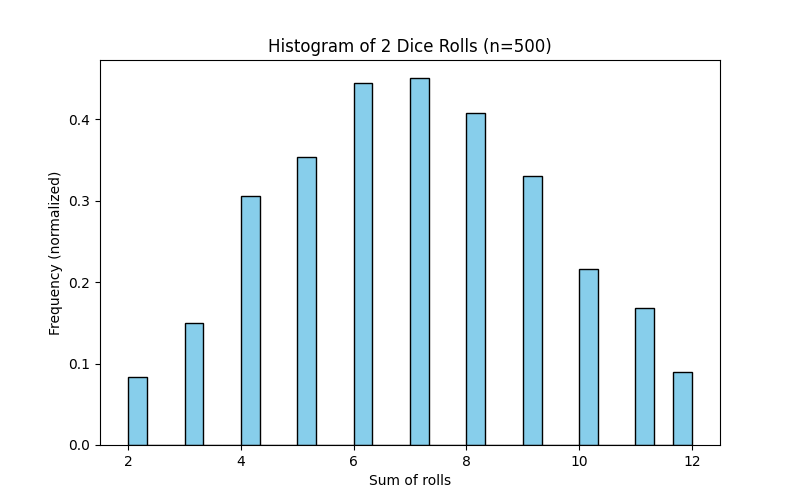 Histogram of 2 Dice Rolls (n=500)
Frequency (normalized)
0.4
0.3
0.2
0.1
0.0
2 4 6 8 10 12
Sum of rolls